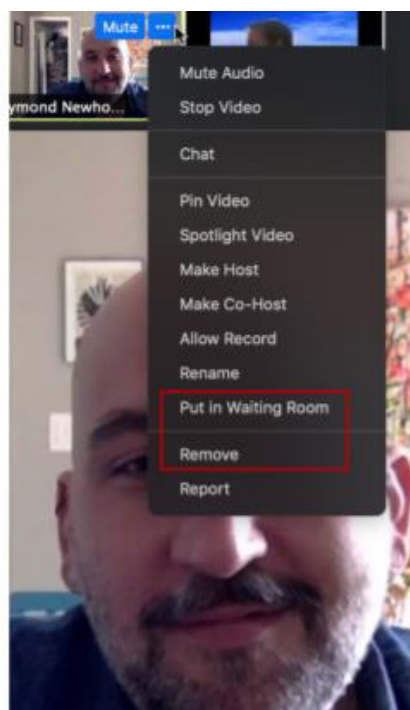 Mute ...
ymond Newho...
Mute Audio
Stop Video
Chat
Pin Video
Spotlight Video
Make Host
Make Co-Host
Allow Record
Rename
Put in Waiting Room
Remove
Report